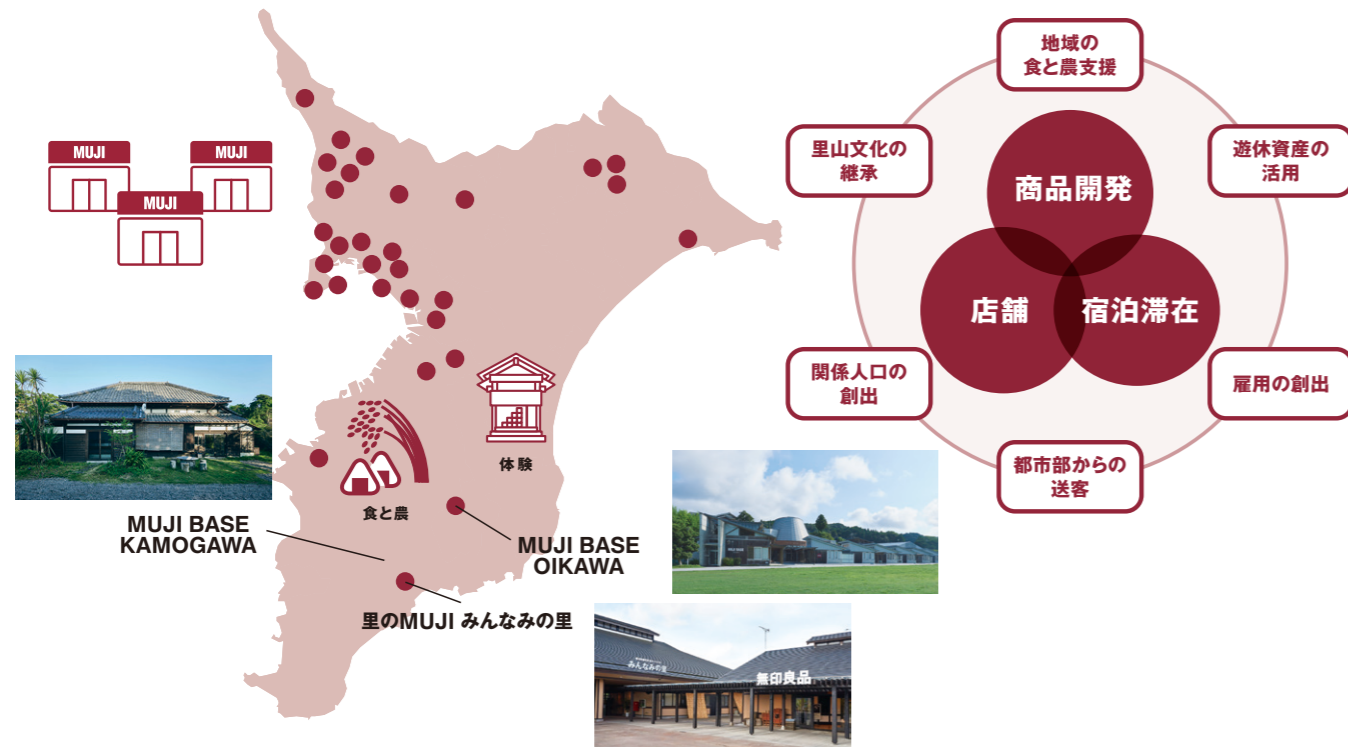 MUJI
MUJI
MUJI
体験
食と農
MUJI BASE
KAMOGAWA
MUJI BASE
OIKAWA
里のMUJI みんなみの里
みんなみの里
無印良品
地域の
食と農支援
里山文化の
継承
遊休資産の
活用
商品開発
店舗
宿泊滞在
関係人口の
創出
雇用の創出
都市部からの
送客